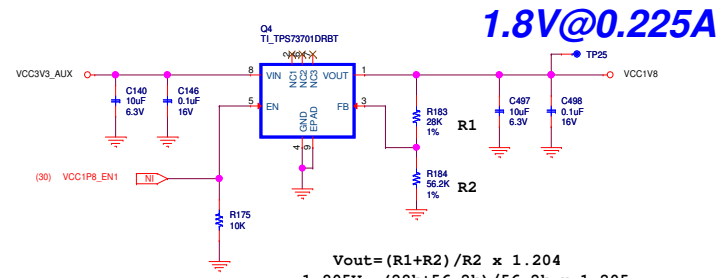 1.8V@0.225A
Q4
TI_TPS73701DRBT
TP25
VCC3V3_AUX
8
VIN
NC1
NC2
NC3
2
6
7
VOUT
1
VCC1V8
C140
10uF
6.3V
C146
0.1uF
16V
5
EN
FB
3
GND
EPAD
4
9
R183
28K
1%
R1
C497
10uF
6.3V
C498
0.1uF
16V
(30)
VCC1P8_EN1
NI
R184
56.2K
1%
R2
R175
10K
Vout=(R1+R2)/R2 x 1.204